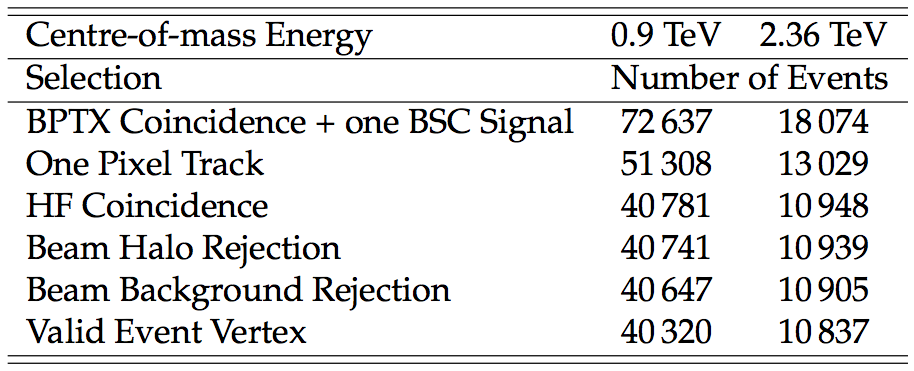 Centre-of-mass Energy 0.9 TeV 2.36 TeV
Selection Number of Events
BPTX Coincidence + one BSC Signal 72 637 18 074
One Pixel Track 51 308 13 029
HF Coincidence 40 781 10 948
Beam Halo Rejection 40 741 10 939
Beam Background Rejection 40 647 10 905
Valid Event Vertex 40 320 10 837